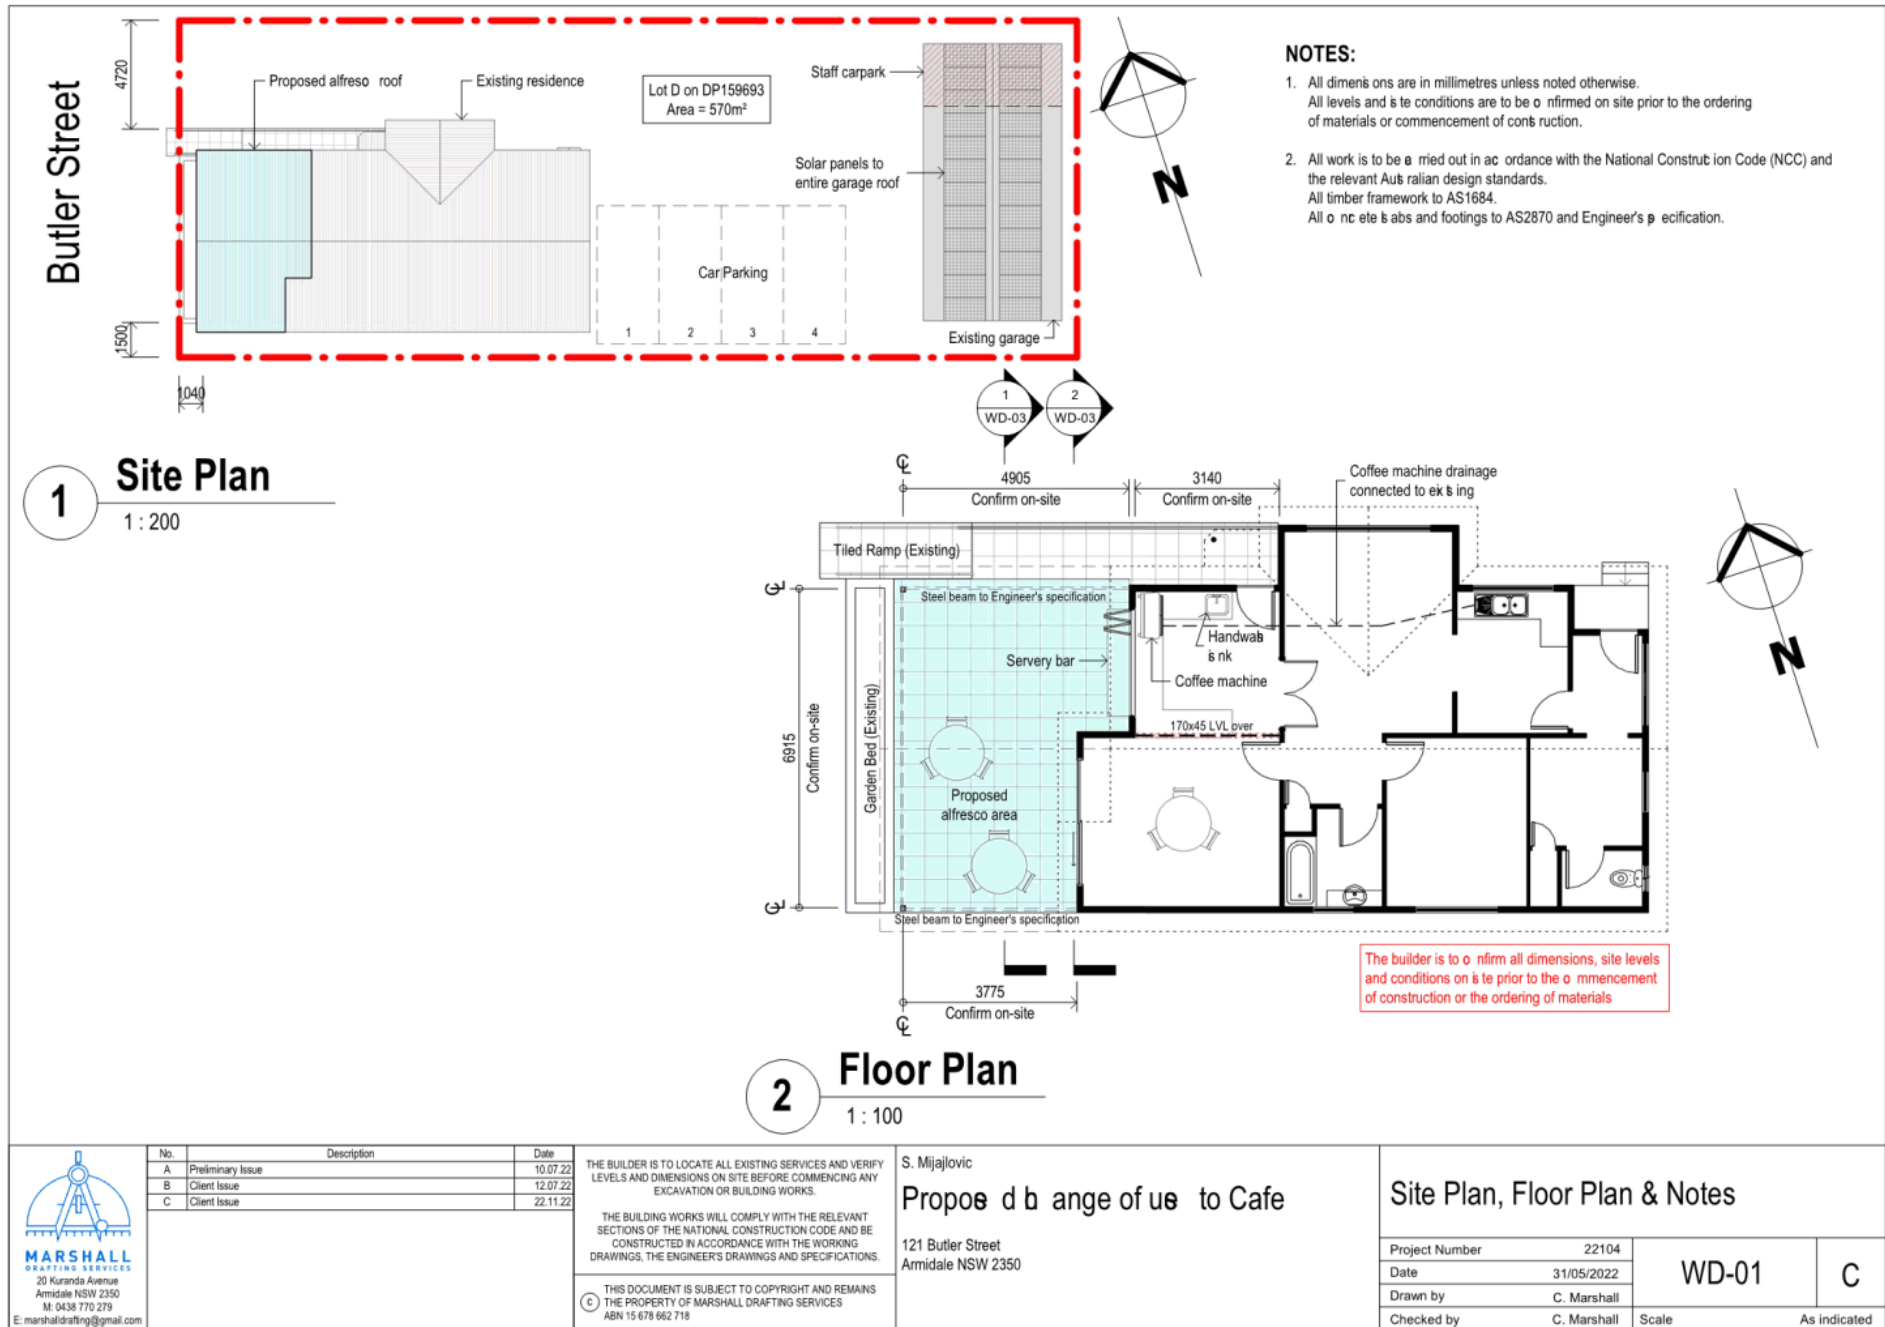 Butler Street
4720
1500
1040
Proposed alfreso roof
Existing residence
Lot D on DP159693
Area = 570m²
Staff carpark
Solar panels to
entire garage roof
Car Parking
1
2
3
4
Existing garage
N
NOTES:
1. All dimensions are in millimetres unless noted otherwise.
All levels and site conditions are to be confirmed on site prior to the ordering
of materials or commencement of construction.
2. All work is to be carried out in accordance with the National Construction Code (NCC) and
the relevant Australian design standards.
All timber framework to AS1684.
All concrete slabs and footings to AS2870 and Engineer's specification.
1
WD-03
2
WD-03
1
Site Plan
1 : 200
4905
Confirm on-site
3140
Confirm on-site
Coffee machine drainage
connected to existing
Tiled Ramp (Existing)
Steel beam to Engineer's specification
Handwash
sink
Servery bar
Coffee machine
170x45 LVL over
Garden Bed (Existing)
6915
Confirm on-site
Proposed
alfresco area
Steel beam to Engineer's specification
3775
Confirm on-site
N
The builder is to confirm all dimensions, site levels
and conditions on site prior to the commencement
of construction or the ordering of materials
2
Floor Plan
1 : 100
MARSHALL
DRAFTING SERVICES
20 Kuranda Avenue
Armidale NSW 2350
M: 0438 770 279
E: marshalldrafting@gmail.com
No. Description Date
A Preliminary Issue 10.07.22
B Client Issue 12.07.22
C Client Issue 22.11.22
THE BUILDER IS TO LOCATE ALL EXISTING SERVICES AND VERIFY
LEVELS AND DIMENSIONS ON SITE BEFORE COMMENCING ANY
EXCAVATION OR BUILDING WORKS.
THE BUILDING WORKS WILL COMPLY WITH THE RELEVANT
SECTIONS OF THE NATIONAL CONSTRUCTION CODE AND BE
CONSTRUCTED IN ACCORDANCE WITH THE WORKING
DRAWINGS, THE ENGINEER'S DRAWINGS AND SPECIFICATIONS.
C
THIS DOCUMENT IS SUBJECT TO COPYRIGHT AND REMAINS
THE PROPERTY OF MARSHALL DRAFTING SERVICES
ABN 15 678 662 718
S. Mijajlovic
Proposed change of use to Cafe
121 Butler Street
Armidale NSW 2350
Site Plan, Floor Plan & Notes
Project Number 22104
Date 31/05/2022
Drawn by C. Marshall
Checked by C. Marshall
WD-01
C
Scale As indicated